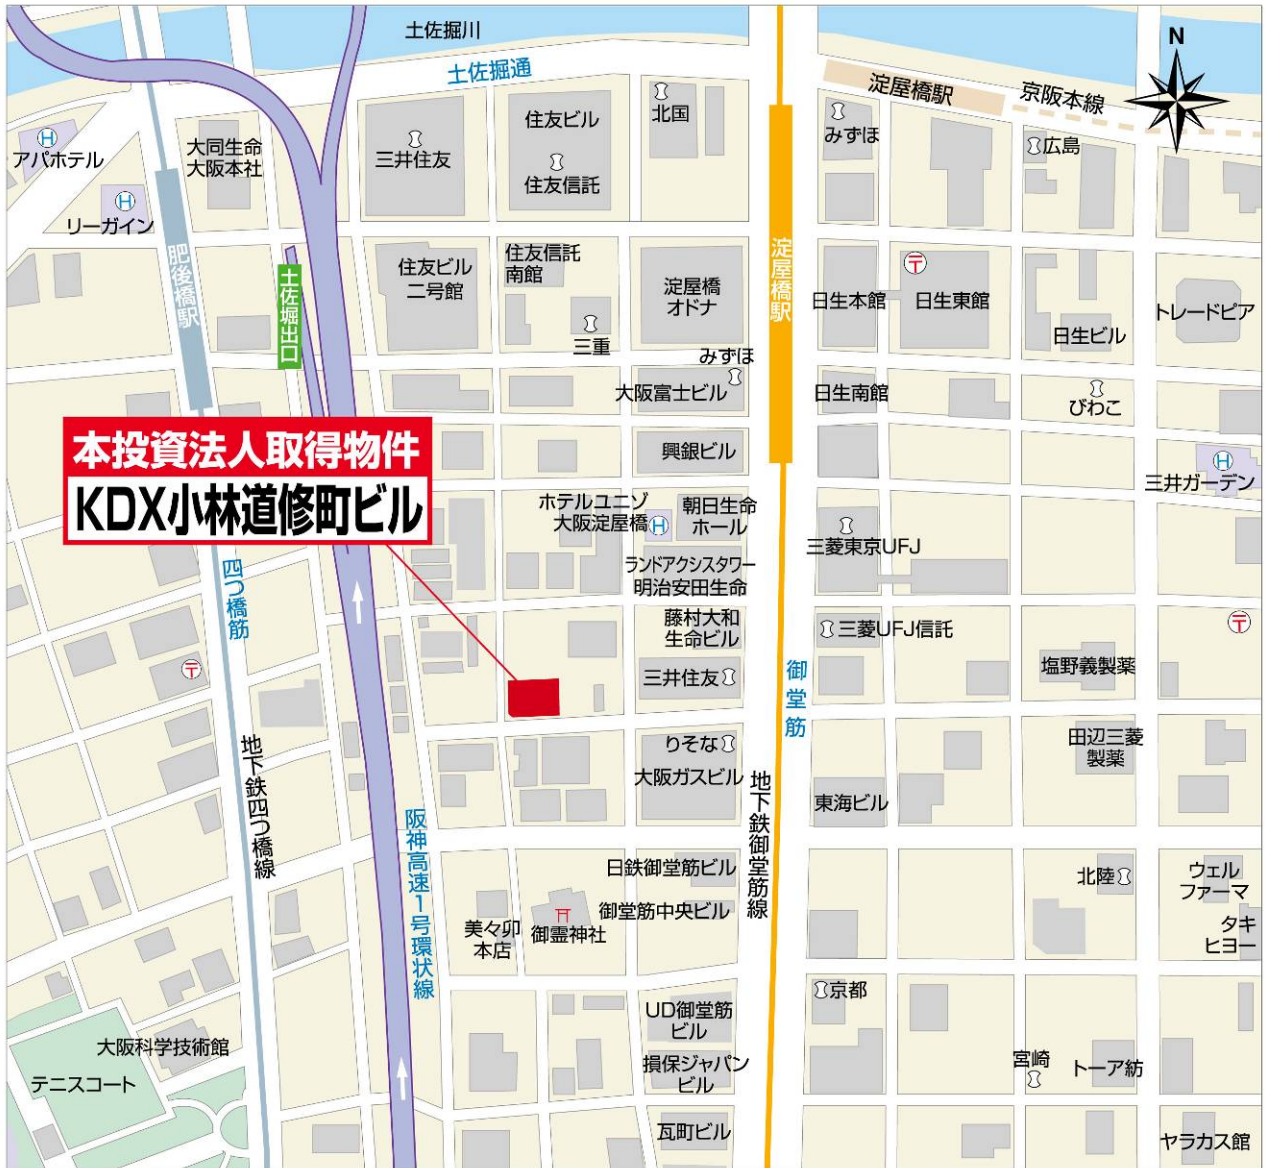 土佐掘川
土佐掘通
N
淀屋橋駅
京阪本線
アパホテル
大同生命
大阪本社
リーガイン
三井住友
住友ビル
住友信託
北国
みずほ
広島
肥後橋駅
土佐堀出口
住友ビル
二号館
住友信託
南館
三重
淀屋橋
オドナ
みずほ
大阪富士ビル
淀屋橋駅
日生本館
日生東館
日生ビル
トレードピア
日生南館
びわこ
本投資法人取得物件
KDX小林道修町ビル
興銀ビル
三井ガーデン
ホテルユニゾ
大阪淀屋橋
朝日生命
ホール
三菱東京UFJ
ランドアクシスタワー
明治安田生命
四つ橋筋
藤村大和
生命ビル
三菱UFJ信託
三井住友
御堂筋
塩野義製薬
りそな
大阪ガスビル
田辺三菱
製薬
地下鉄四つ橋線
地下鉄御堂筋線
東海ビル
阪神高速1号環状線
日鉄御堂筋ビル
御堂筋中央ビル
美々卯
本店
御霊神社
北陸
ウェル
ファーマ
タキ
ヒヨー
京都
UD御堂筋
ビル
大阪科学技術館
テニスコート
損保ジャパン
ビル
宮崎
トーア紡
瓦町ビル
ヤラカス館